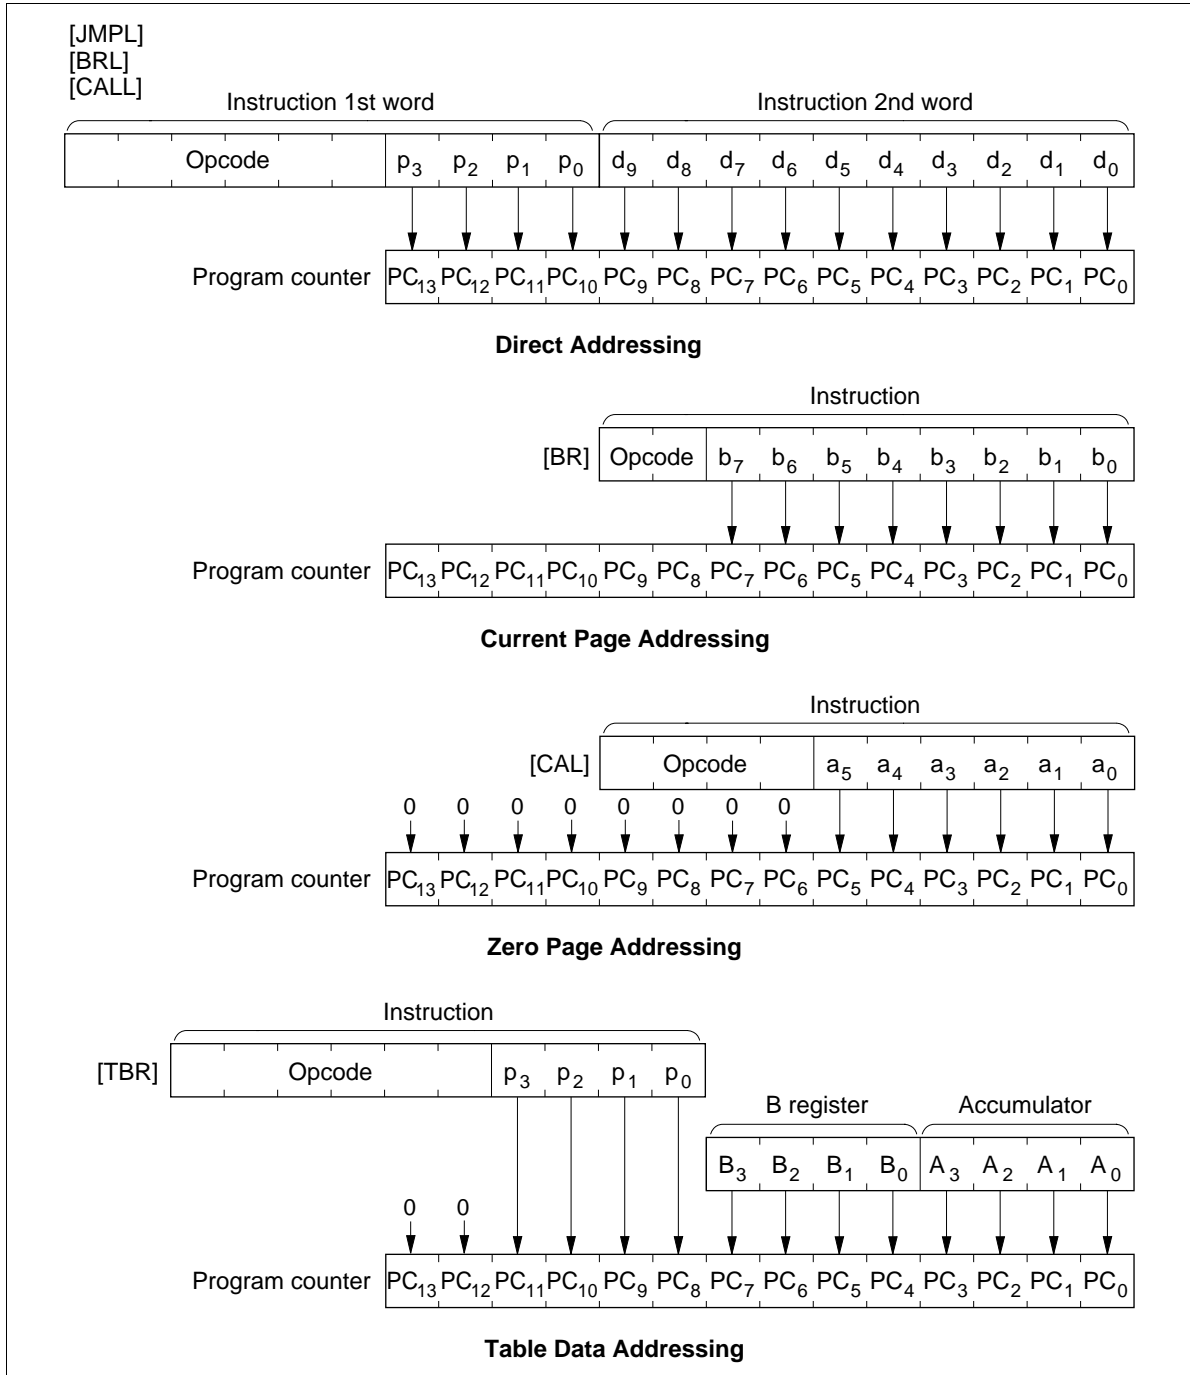 [JMPL]
[BRL]
[CALL]
Instruction 1st word Instruction 2nd word
Opcode p3 p2 p1 p0 d9 d8 d7 d6 d5 d4 d3 d2 d1 d0
Program counter PC13 PC12 PC11 PC10 PC9 PC8 PC7 PC6 PC5 PC4 PC3 PC2 PC1 PC0
Direct Addressing
Instruction
[BR] Opcode b7 b6 b5 b4 b3 b2 b1 b0
Program counter PC13 PC12 PC11 PC10 PC9 PC8 PC7 PC6 PC5 PC4 PC3 PC2 PC1 PC0
Current Page Addressing
Instruction
[CAL] Opcode a5 a4 a3 a2 a1 a0
0 0 0 0 0 0 0 0
Program counter PC13 PC12 PC11 PC10 PC9 PC8 PC7 PC6 PC5 PC4 PC3 PC2 PC1 PC0
Zero Page Addressing
Instruction
[TBR] Opcode p3 p2 p1 p0
B register Accumulator
B3 B2 B1 B0 A3 A2 A1 A0
0 0
Program counter PC13 PC12 PC11 PC10 PC9 PC8 PC7 PC6 PC5 PC4 PC3 PC2 PC1 PC0
Table Data Addressing